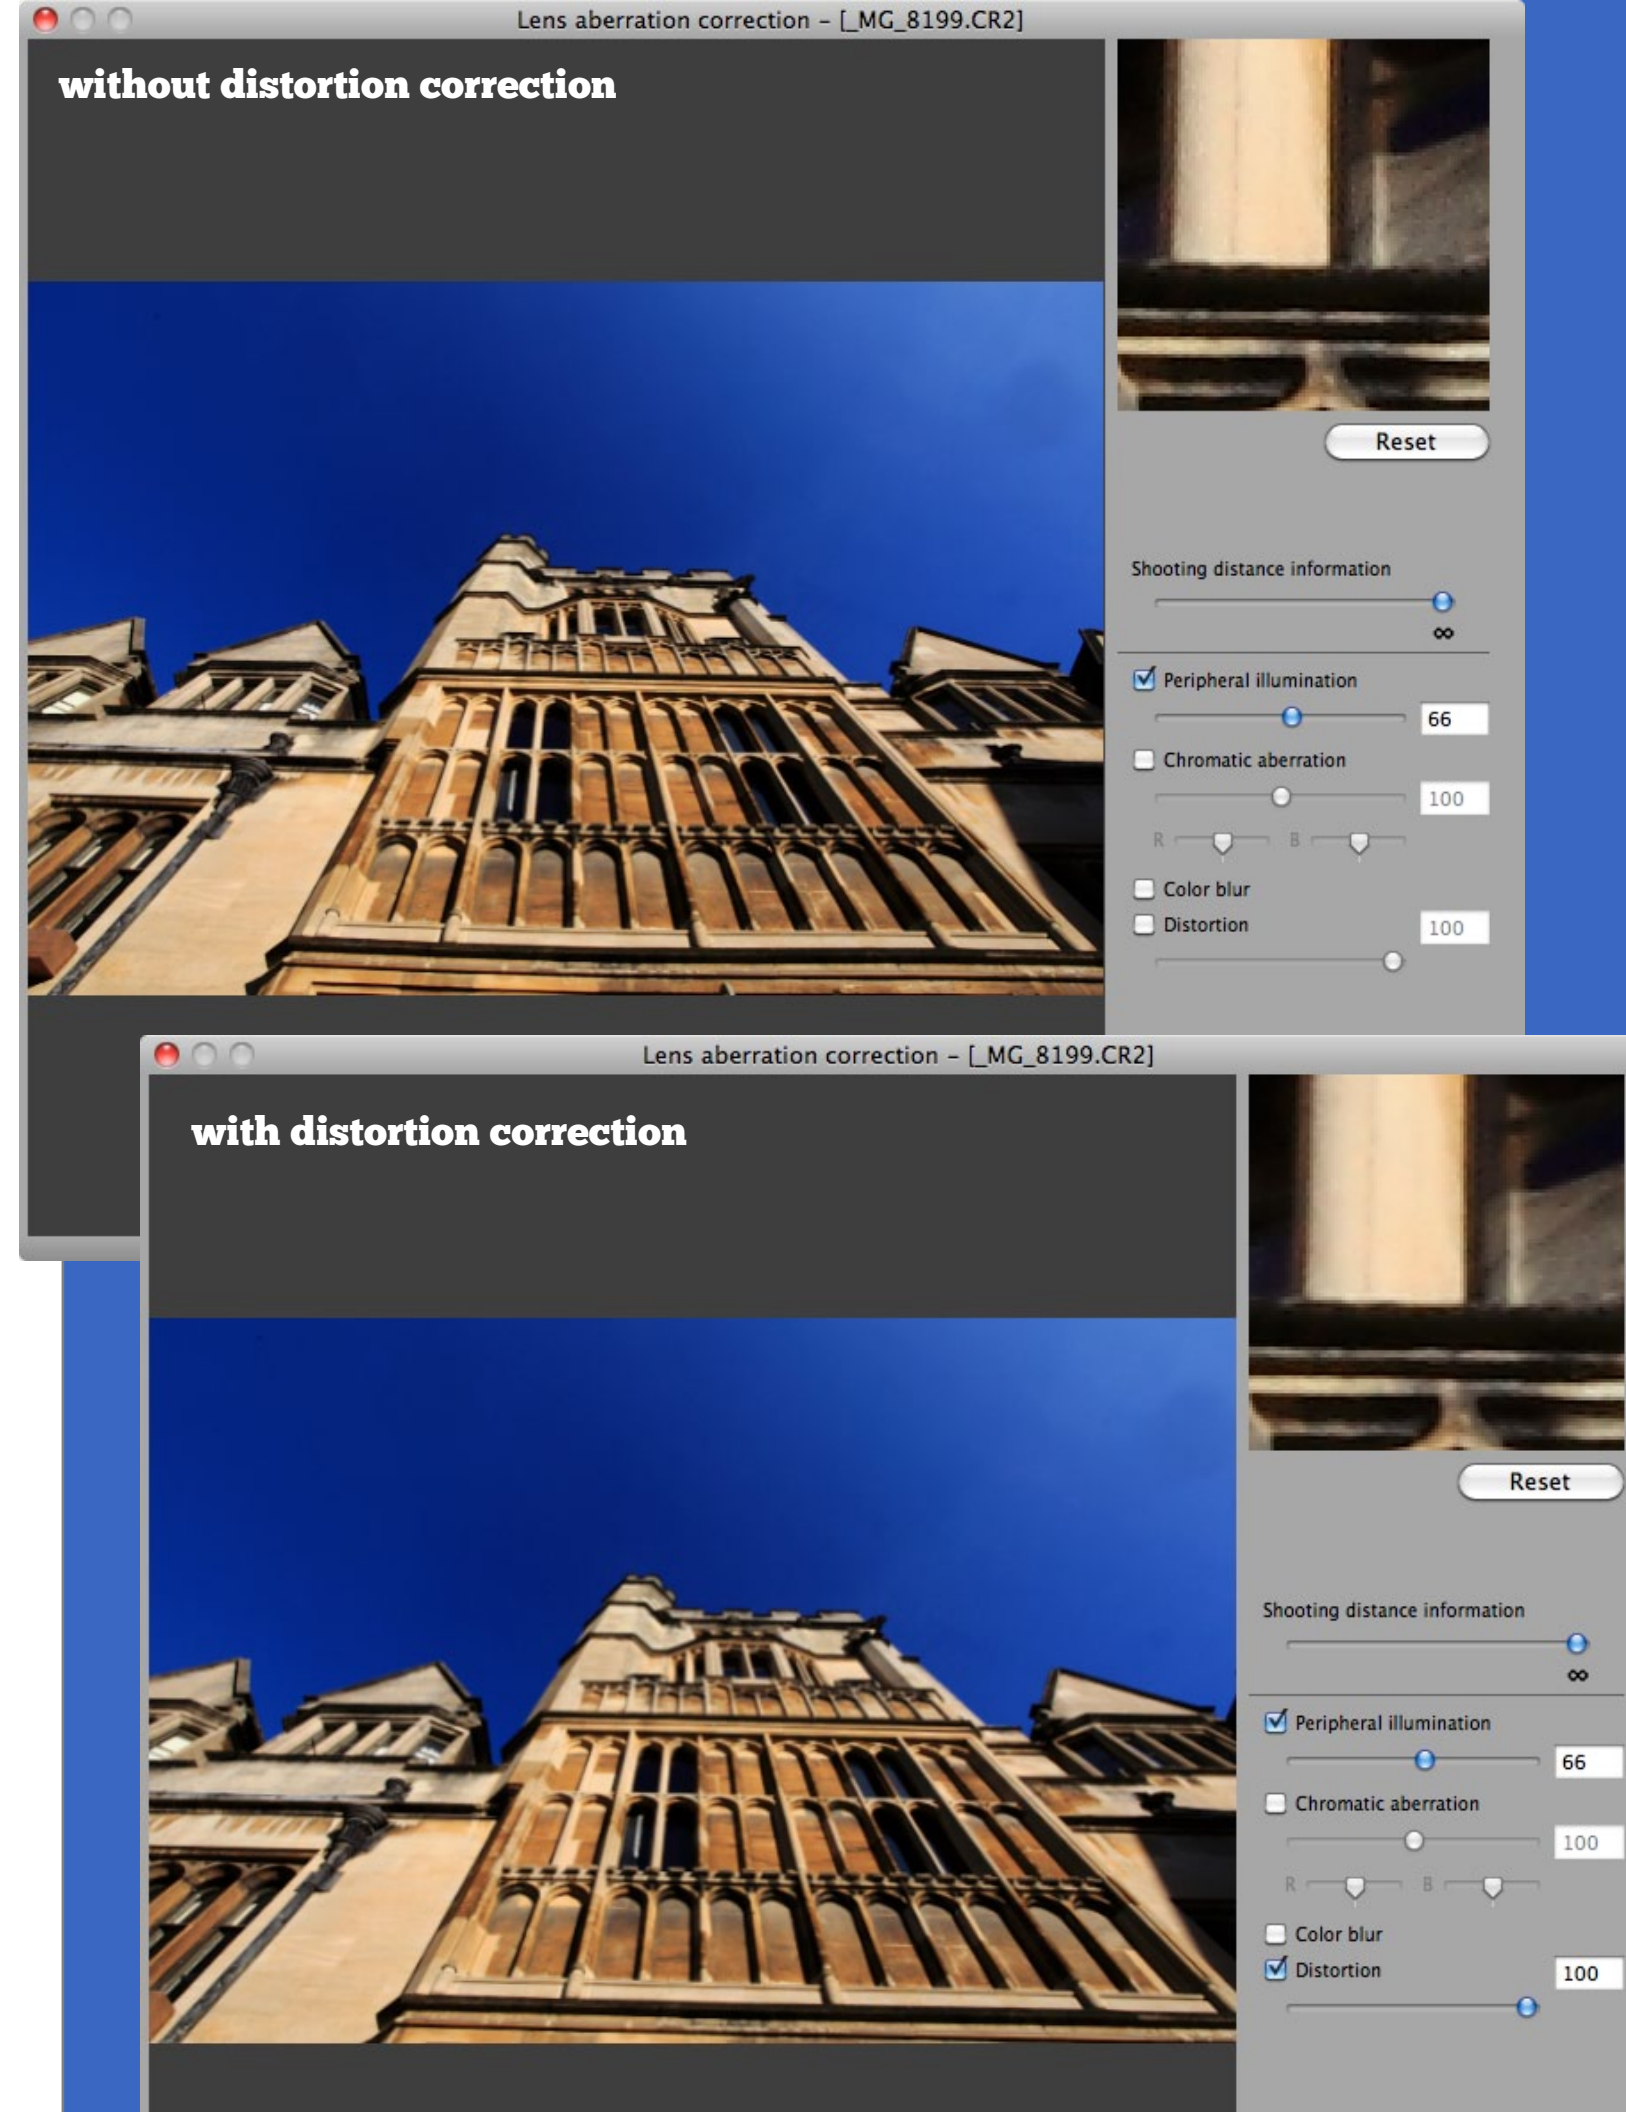 Lens aberration correction – [_MG_8199.CR2]
without distortion correction
Reset
Shooting distance information
∞
Peripheral illumination
66
Chromatic aberration
100
R B
Color blur
Distortion 100
Lens aberration correction – [_MG_8199.CR2]
with distortion correction
Reset
Shooting distance information
∞
Peripheral illumination
66
Chromatic aberration
100
R B
Color blur
Distortion 100